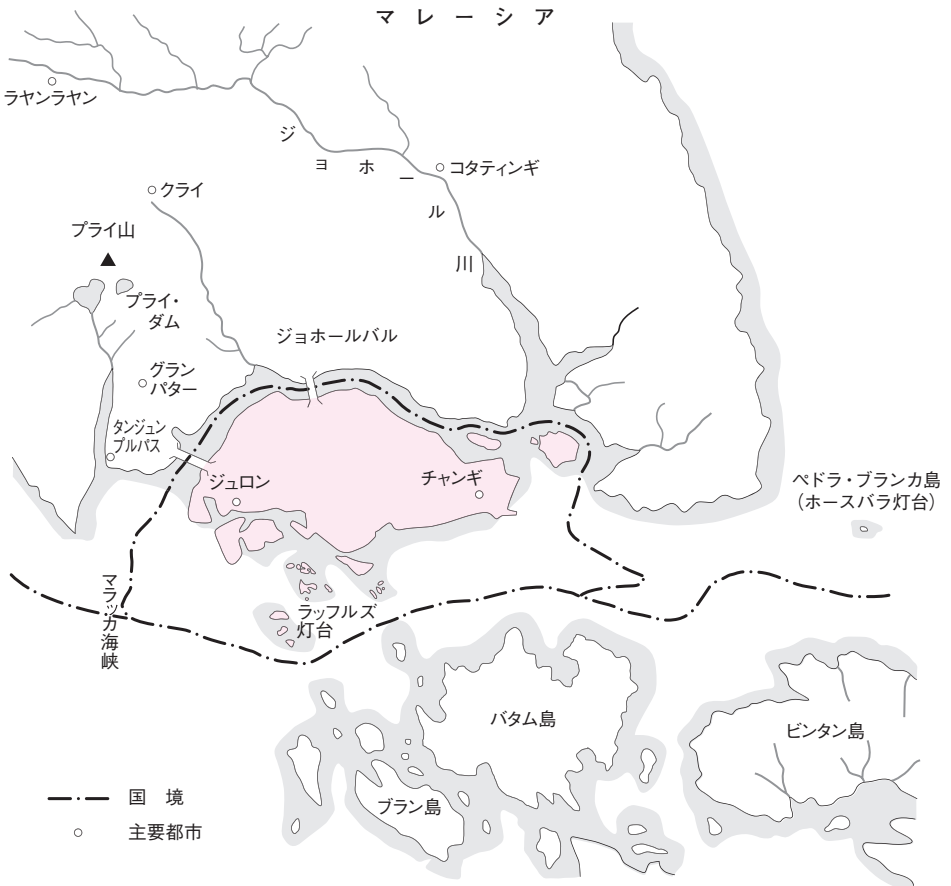 マレーシア
ラヤンラヤン
ジョホール川
コタティンギ
クライ
プライ山
プライ・
ダム
ジョホールバル
グラン
パター
タンジュン
プルパス
ジュロン
チャンギ
ペドラ・ブランカ島
（ホースバラ灯台）
マラッカ海峡
ラッフルズ
灯台
バタム島
ビンタン島
ブラン島
国境
主要都市